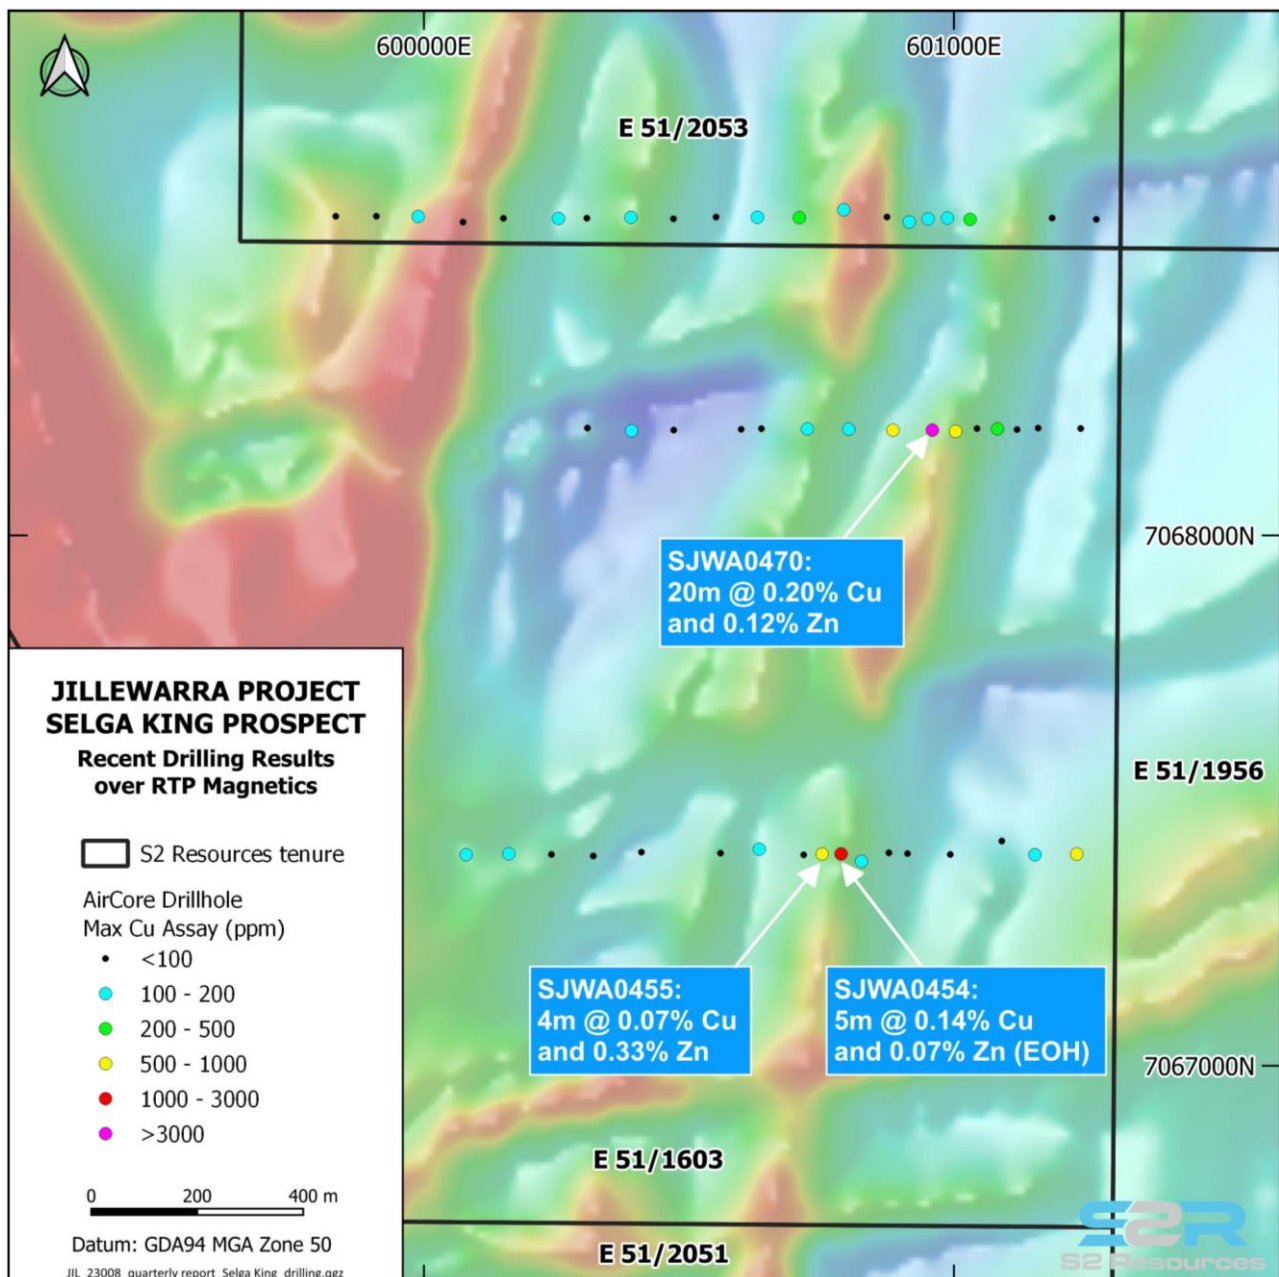 600000E
601000E
E 51/2053
7068000N
SJWA0470:
20m @ 0.20% Cu
and 0.12% Zn
JILLEWARRA PROJECT
SELGA KING PROSPECT
Recent Drilling Results
over RTP Magnetics
S2 Resources tenure
AirCore Drillhole
Max Cu Assay (ppm)
<100
100 - 200
200 - 500
500 - 1000
1000 - 3000
>3000
0 200 400 m
Datum: GDA94 MGA Zone 50
JIL_23008_quarterly report_Selga King_drilling.qgz
E 51/1956
SJWA0455:
4m @ 0.07% Cu
and 0.33% Zn
SJWA0454:
5m @ 0.14% Cu
and 0.07% Zn (EOH)
7067000N
E 51/1603
E 51/2051
S2R
S2 Resources